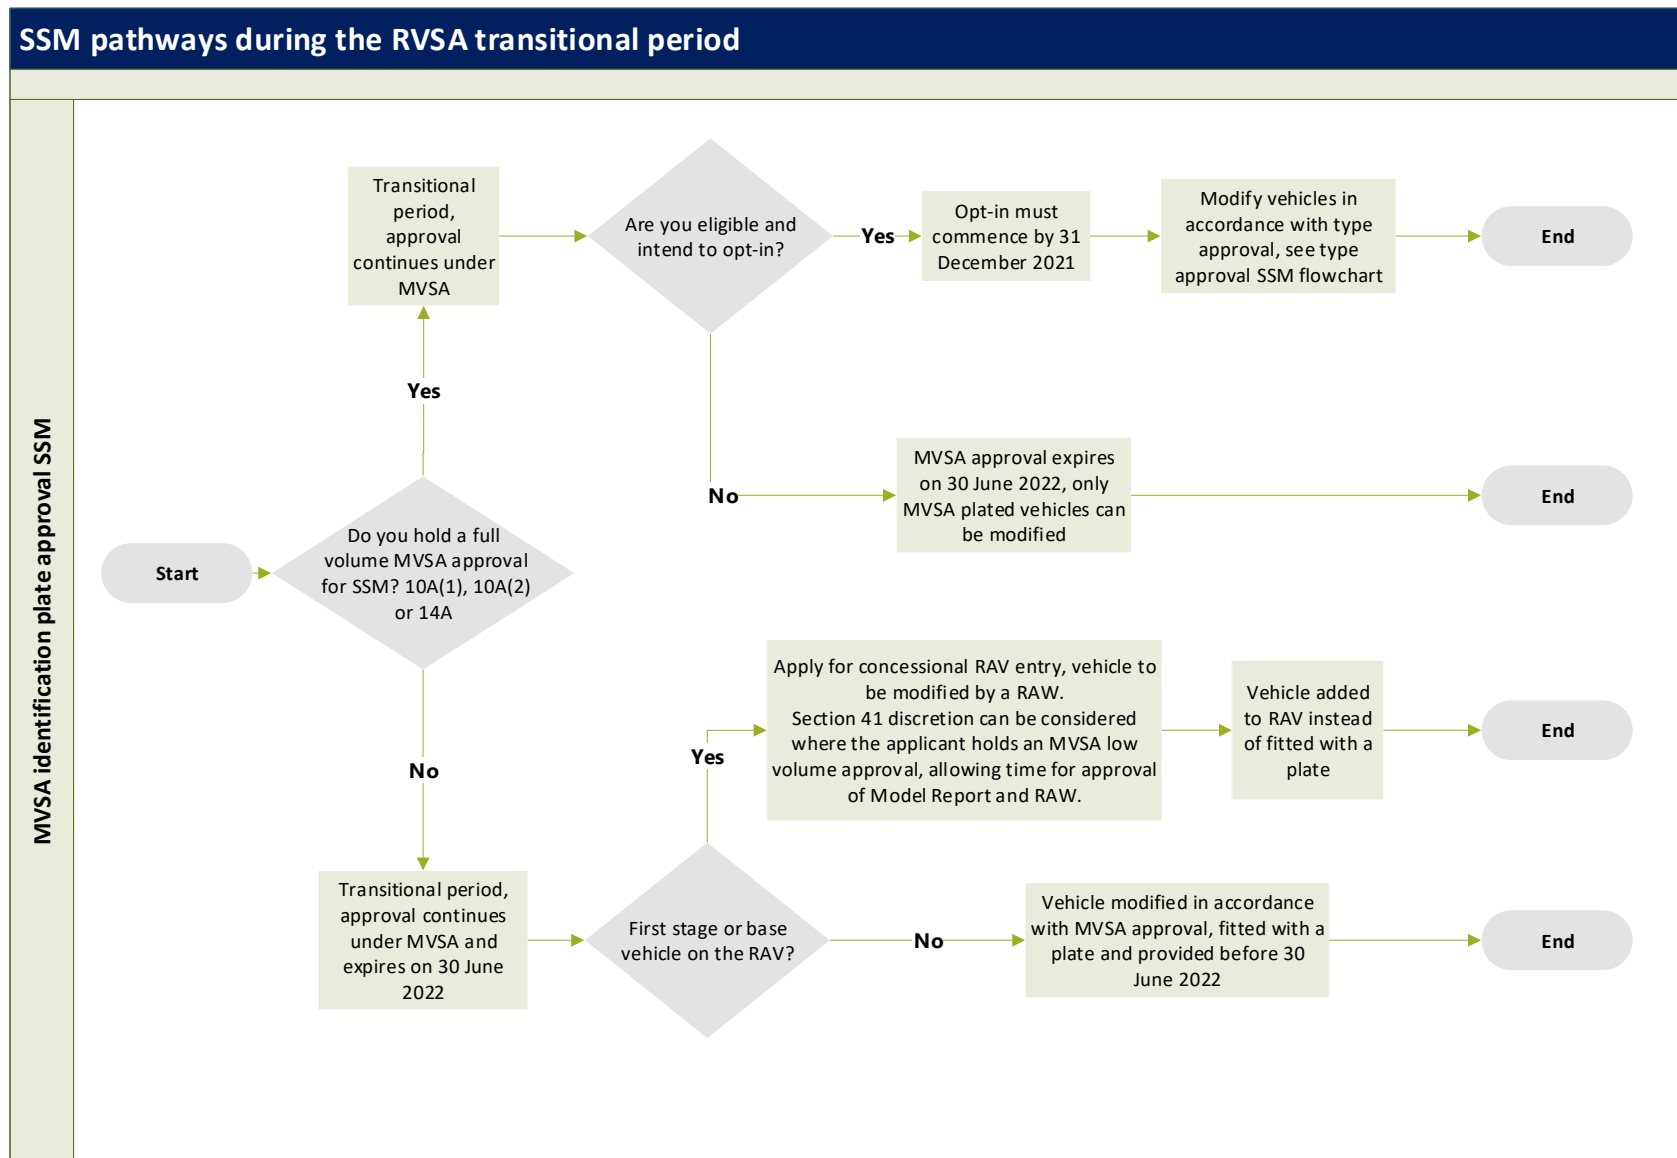 SSM pathways during the RVSA transitional period
MVSA identification plate approval SSM
Start
Do you hold a full
volume MVSA approval
for SSM? 10A(1), 10A(2)
or 14A
Yes
Transitional
period,
approval
continues under
MVSA
Are you eligible and
intend to opt-in?
Yes
Opt-in must
commence by 31
December 2021
Modify vehicles in
accordance with type
approval, see type
approval SSM flowchart
End
No
MVSA approval expires
on 30 June 2022, only
MVSA plated vehicles can
be modified
End
No
Transitional period,
approval continues
under MVSA and
expires on 30 June
2022
First stage or base
vehicle on the RAV?
Yes
Apply for concessional RAV entry, vehicle to
be modified by a RAW.
Section 41 discretion can be considered
where the applicant holds an MVSA low
volume approval, allowing time for approval
of Model Report and RAW.
Vehicle added
to RAV instead
of fitted with a
plate
End
No
Vehicle modified in accordance
with MVSA approval, fitted with a
plate and provided before 30
June 2022
End